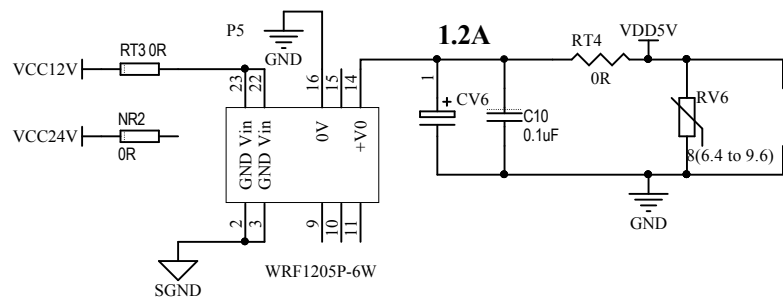 P5
1.2A
VDD5V
RT3 0R
GND
RT4
VCC12V
0R
23
22
16
15
14
1
+ CV6
RV6
NR2
C10
VCC24V
0.1uF
0R
GND Vin
GND Vin
0V
+V0
8(6.4 to 9.6)
2
3
9
10
11
GND
SGND
WRF1205P-6W